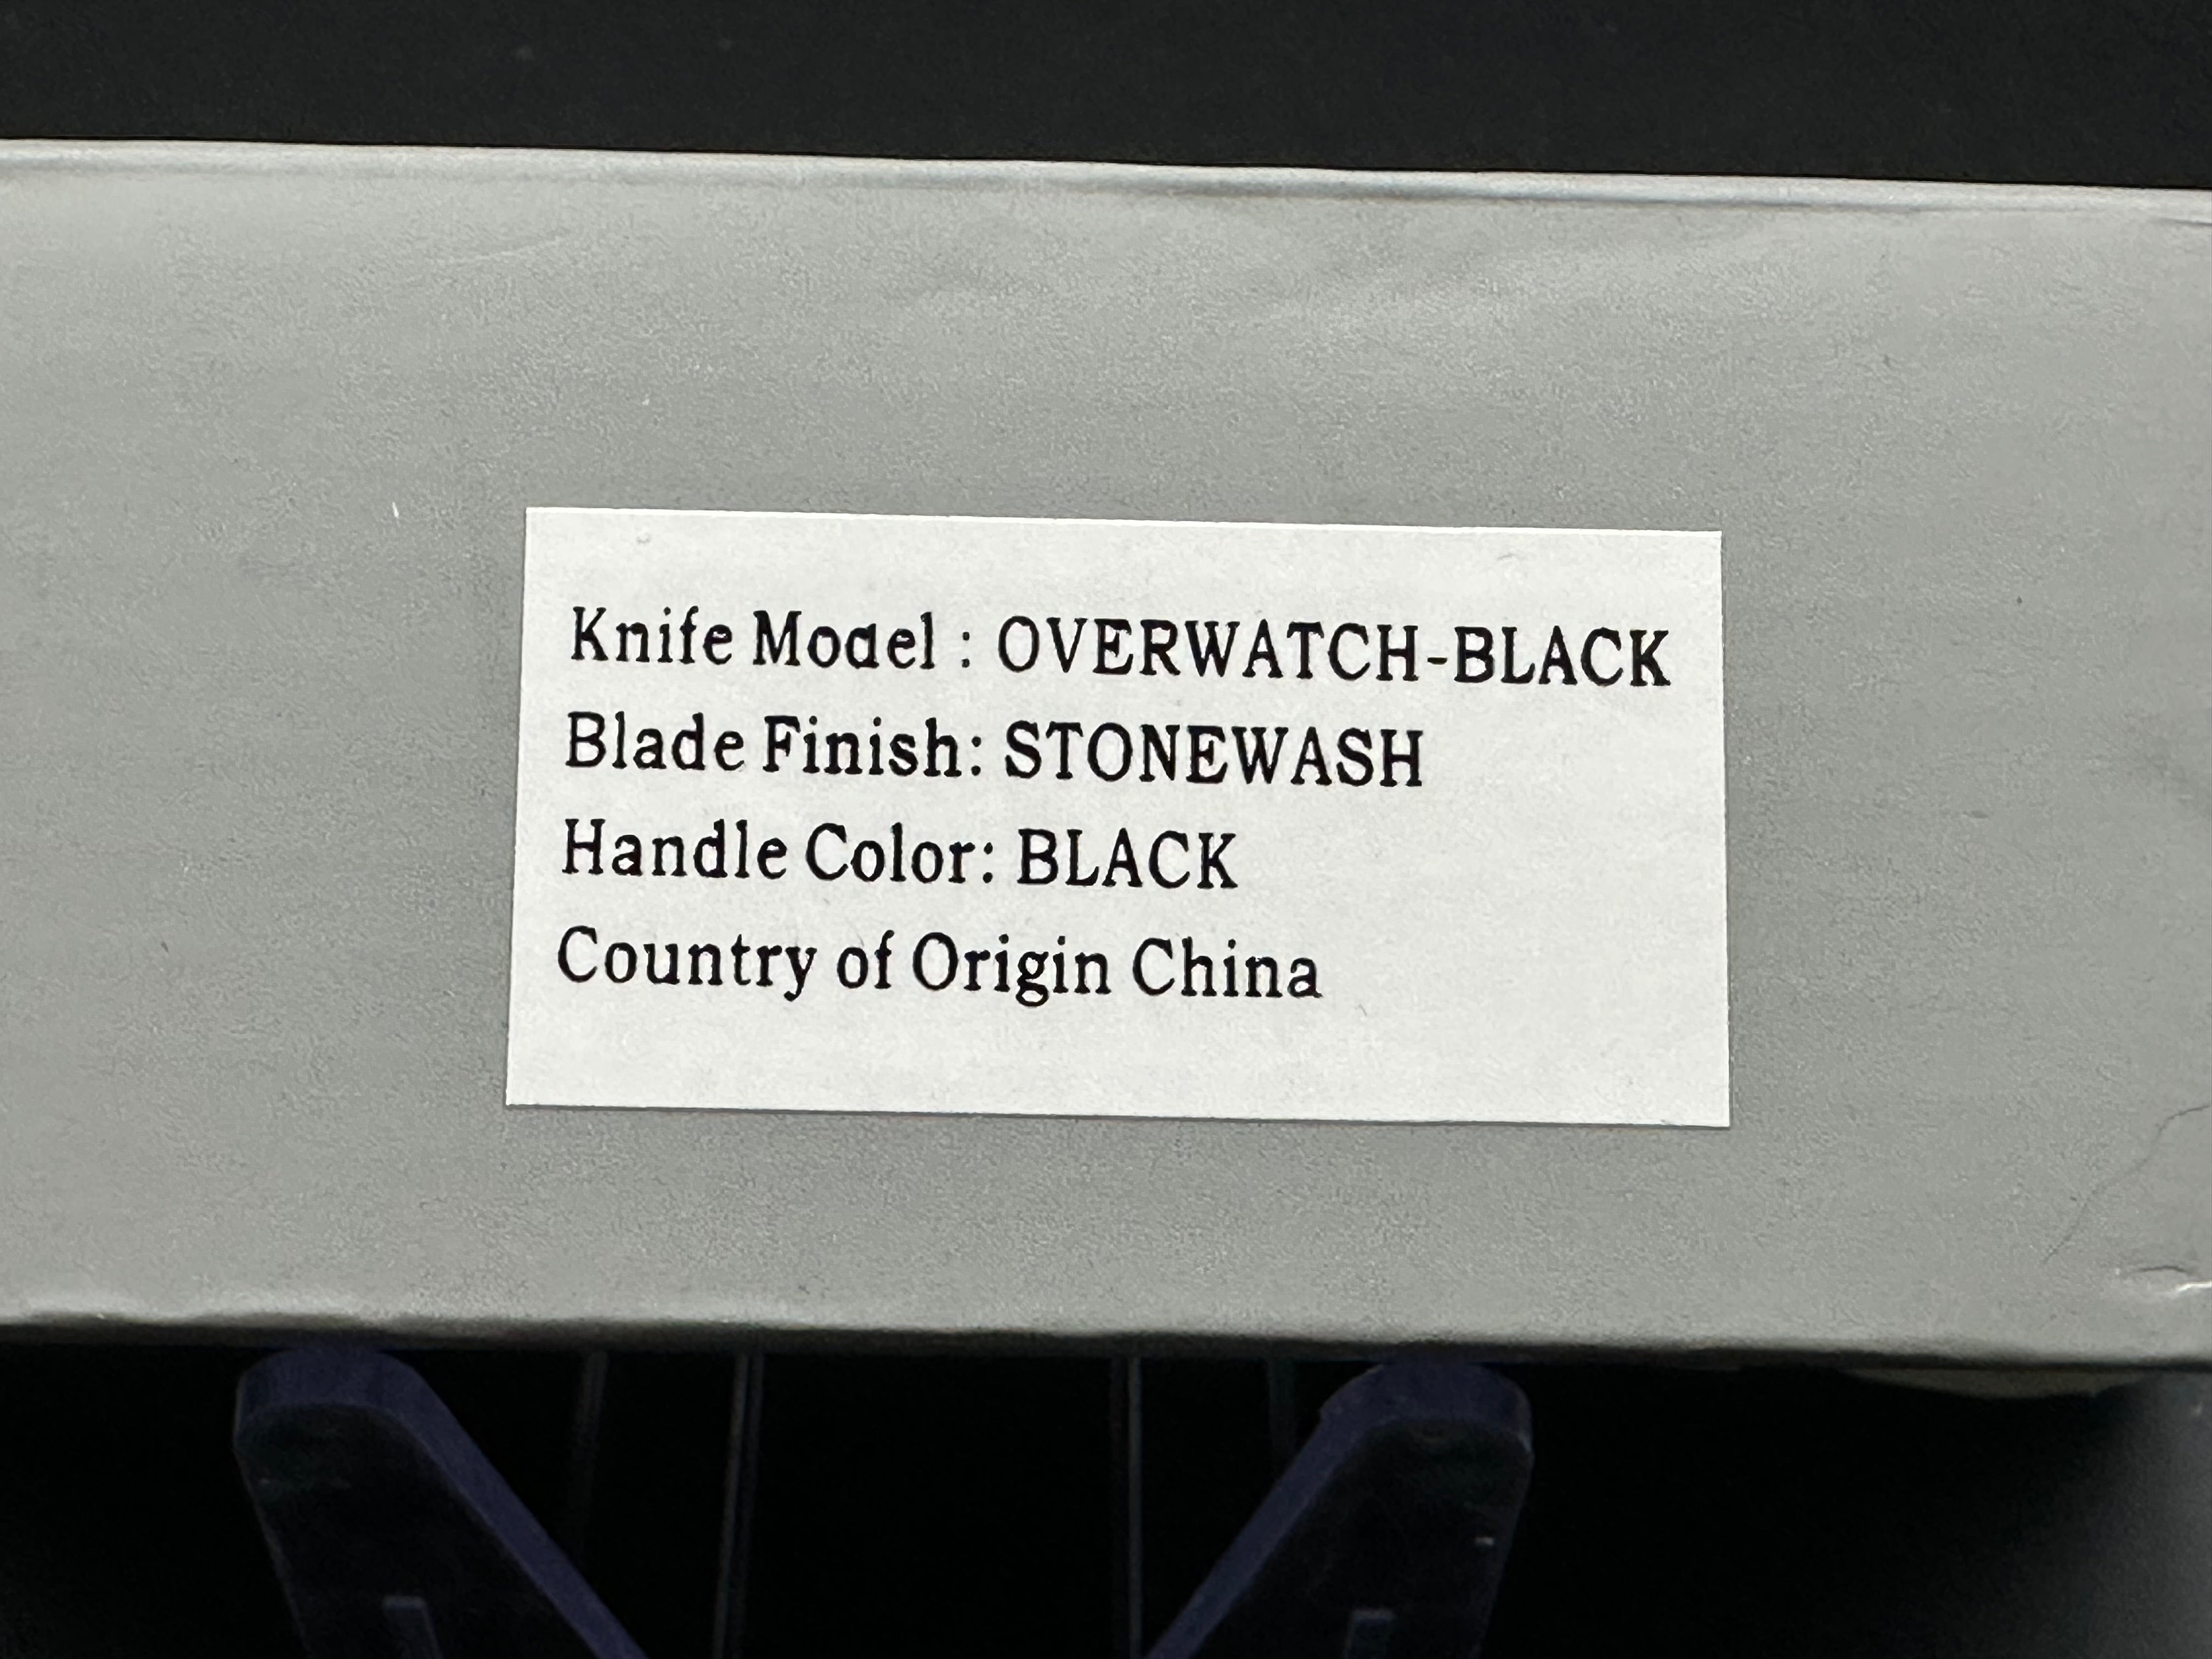 Knife Model : OVERWATCH-BLACK
Blade Finish: STONEWASH
Handle Color: BLACK
Country of Origin China